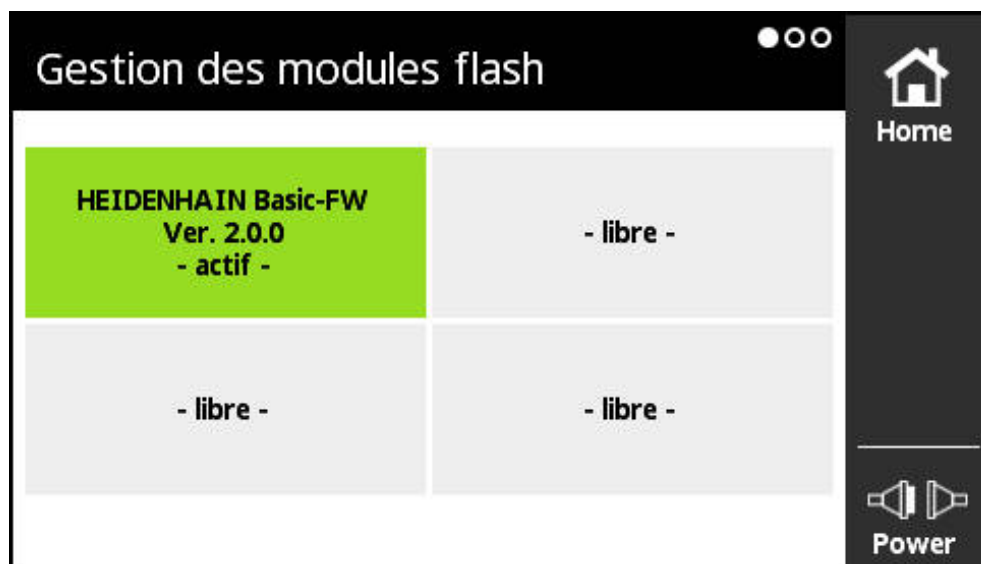 Gestion des modules flash
Home
HEIDENHAIN Basic-FW
Ver. 2.0.0
- actif -
- libre -
- libre -
- libre -
Power